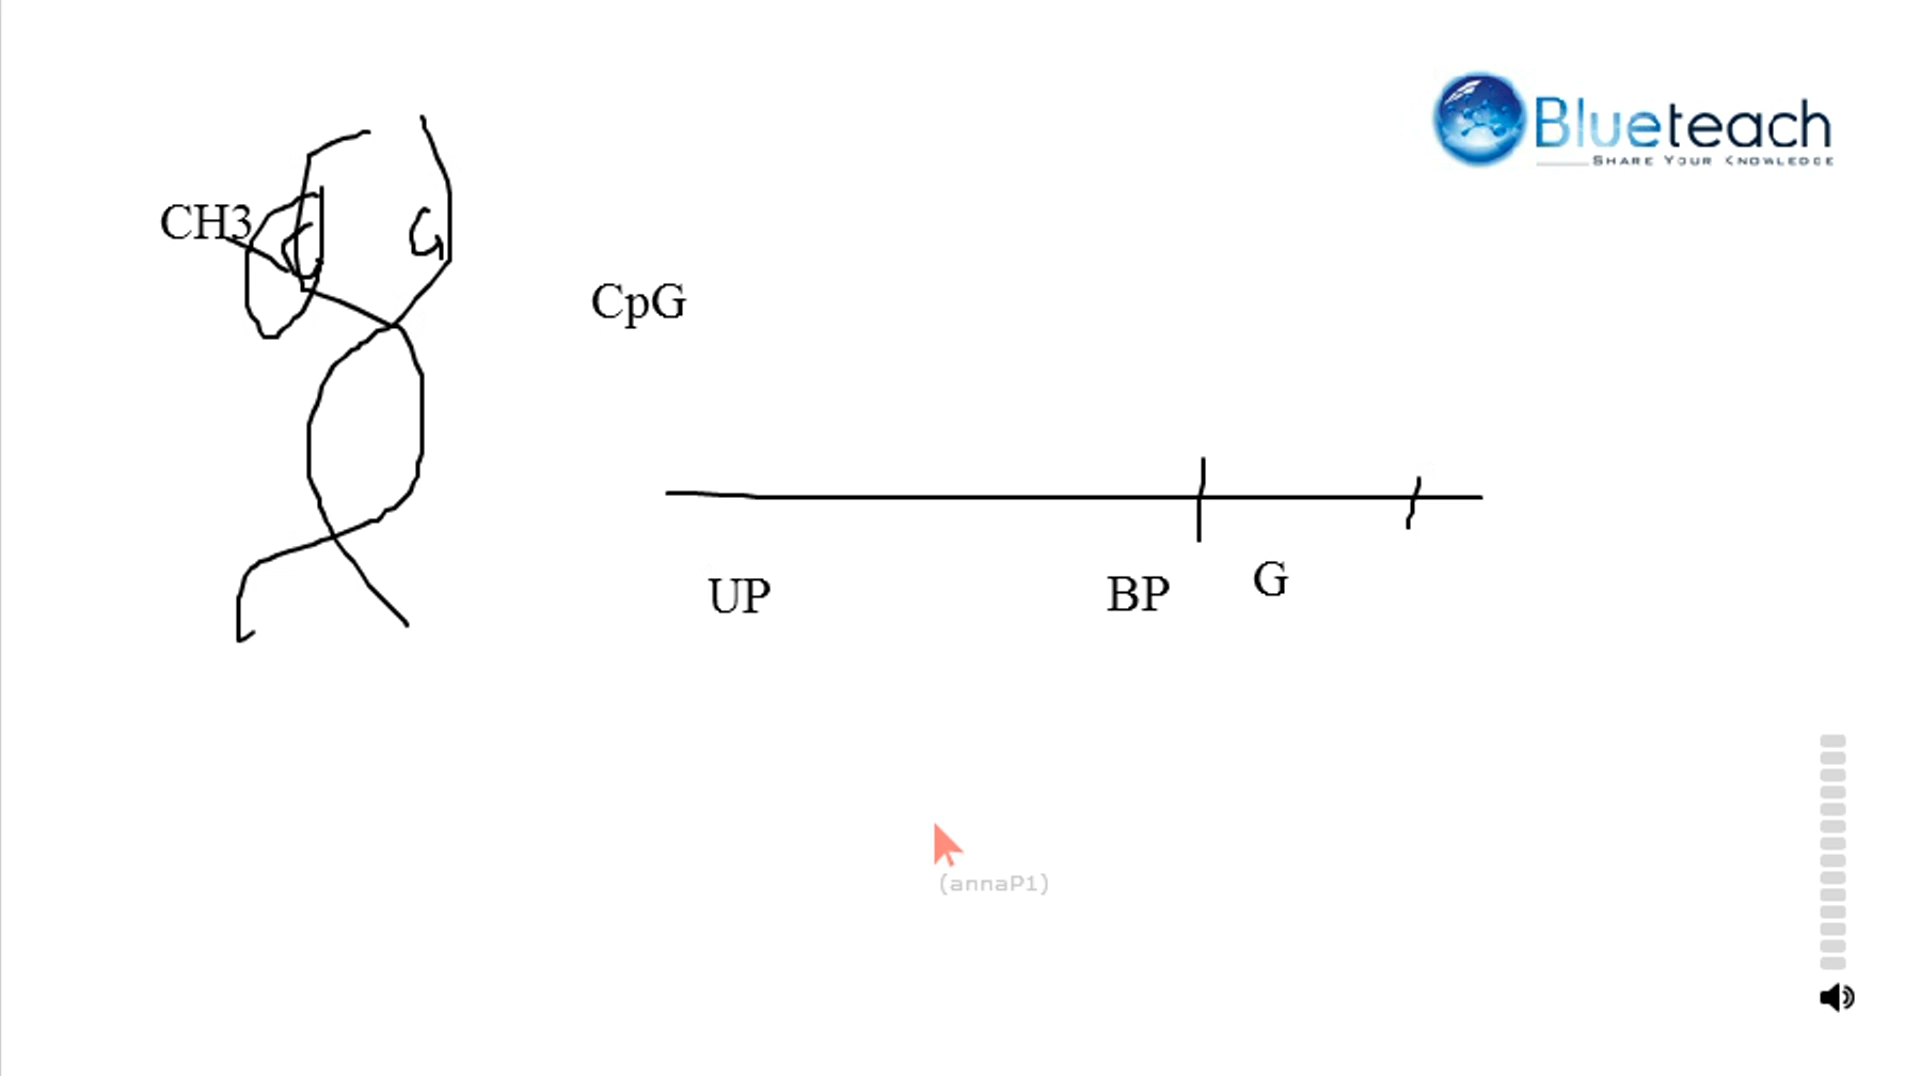 Blueteach
SHARE YOUR KNOWLEDGE
CH3
C G
CpG
UP BP G
(annaP1)